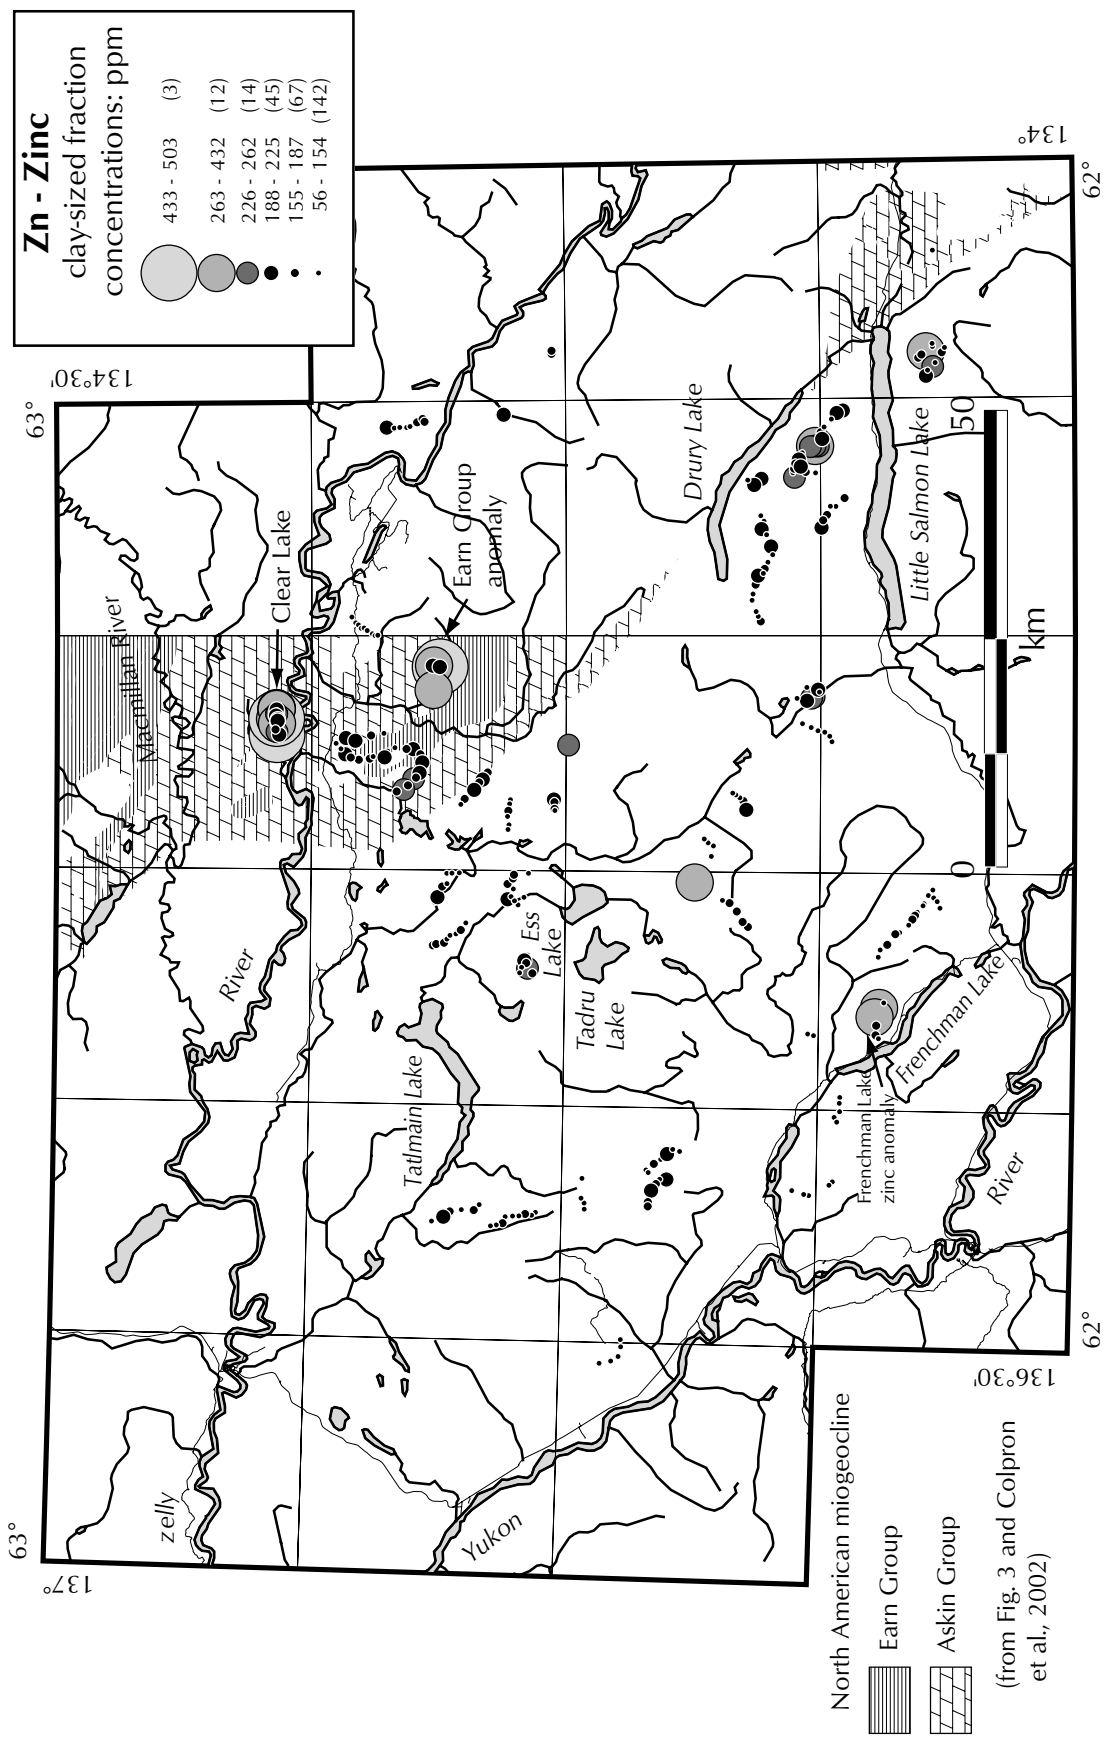 Zn - Zinc
clay-sized fraction
concentrations: ppm
433 - 503 (3)
263 - 432 (12)
226 - 262 (14)
188 - 225 (45)
155 - 187 (67)
56 - 154 (142)
63°
134°30'
134°
62°
Macmillan River
Clear Lake
Earn Group
anomaly
Drury Lake
Little Salmon Lake
50
km
0
River
Ess
Lake
Tadru
Lake
Tatlmain Lake
Frenchman Lake
Frenchman Lake
zinc anomaly
River
zelly
Yukon
63°
137°
136°30'
62°
North American miogeocline
Earn Group
Askin Group
(from Fig. 3 and Colpron
et al., 2002)